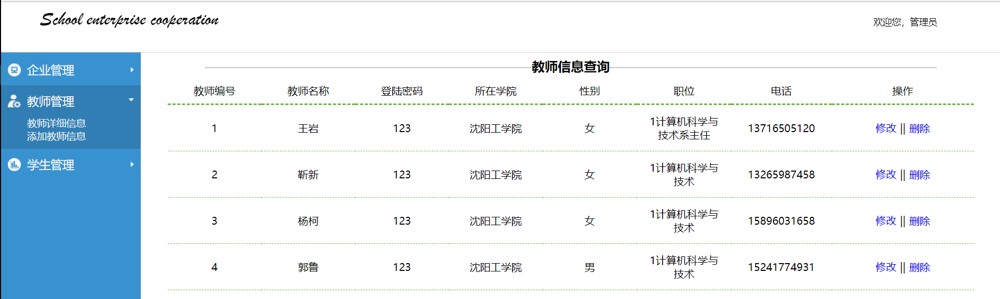 School enterprise cooperation
欢迎您，管理员
企业管理
教师管理
教师详细信息
添加教师信息
学生管理
教师信息查询
教师编号 教师名称 登陆密码 所在学院 性别 职位 电话 操作
1 王岩 123 沈阳工学院 女 1计算机科学与技术系主任 13716505120 修改 || 删除
2 靳新 123 沈阳工学院 女 1计算机科学与技术 13265987458 修改 || 删除
3 杨柯 123 沈阳工学院 女 1计算机科学与技术 15896031658 修改 || 删除
4 郭鲁 123 沈阳工学院 男 1计算机科学与技术 15241774931 修改 || 删除